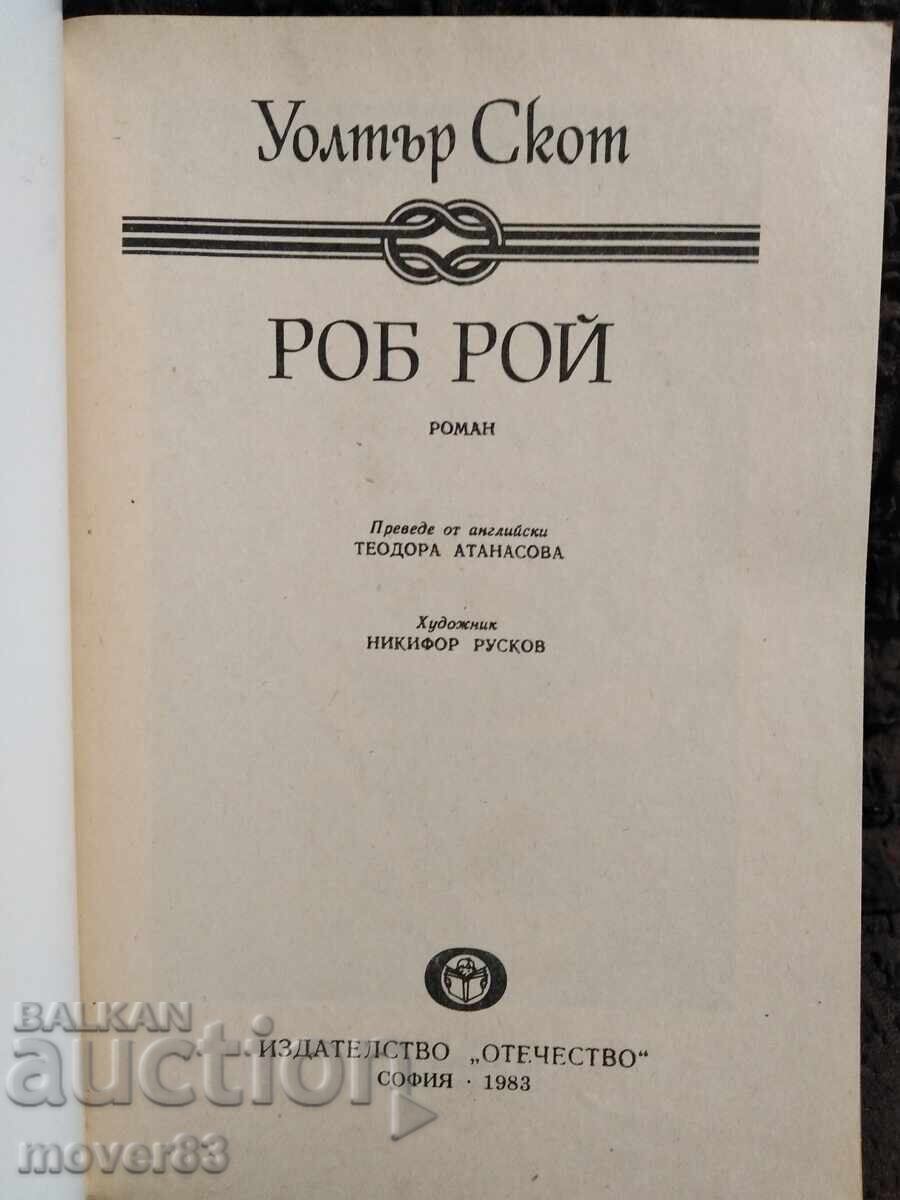 Уолтър Скот
РОБ РОЙ
РОМАН
Преведе от английски
ТЕОДОРА АТАНАСОВА
Художник
НИКИФОР РУСКОВ
ИЗДАТЕЛСТВО „ОТЕЧЕСТВО“
СОФИЯ · 1983
BALKAN
auction
mover83